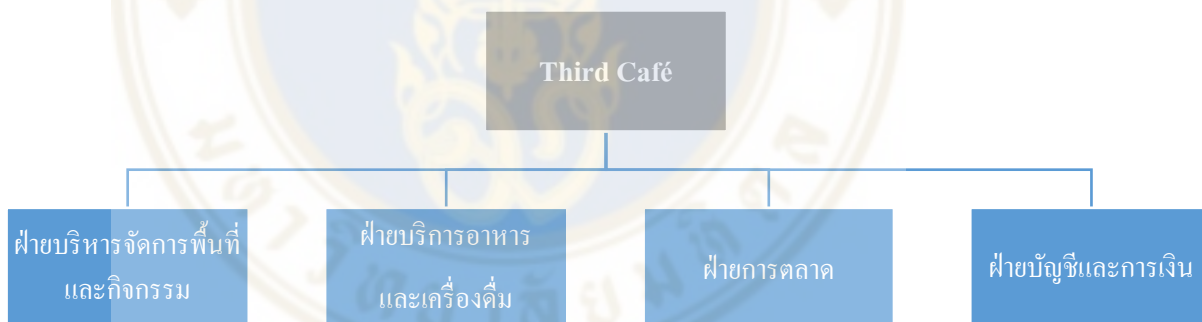 Third Café
ฝ่ายบริหารจัดการพื้นที่
และกิจกรรม
ฝ่ายบริการอาหาร
และเครื่องดื่ม
ฝ่ายการตลาด
ฝ่ายบัญชีและการเงิน